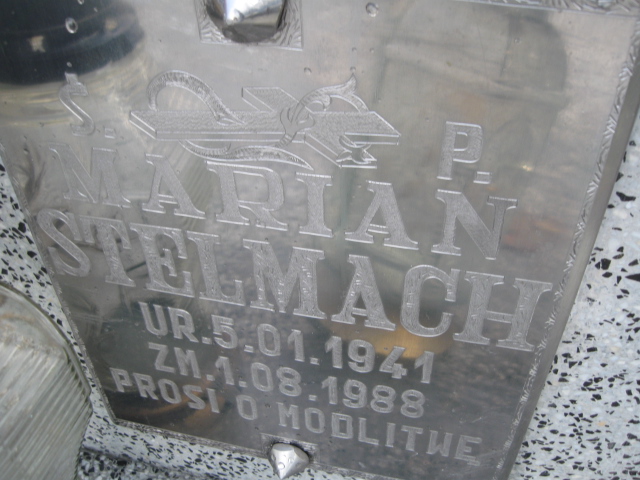 Ś. P.
MARIAN
STELMACH
UR.5.01.1941
ZM.1.08.1988
PROSI O MODLITWĘ